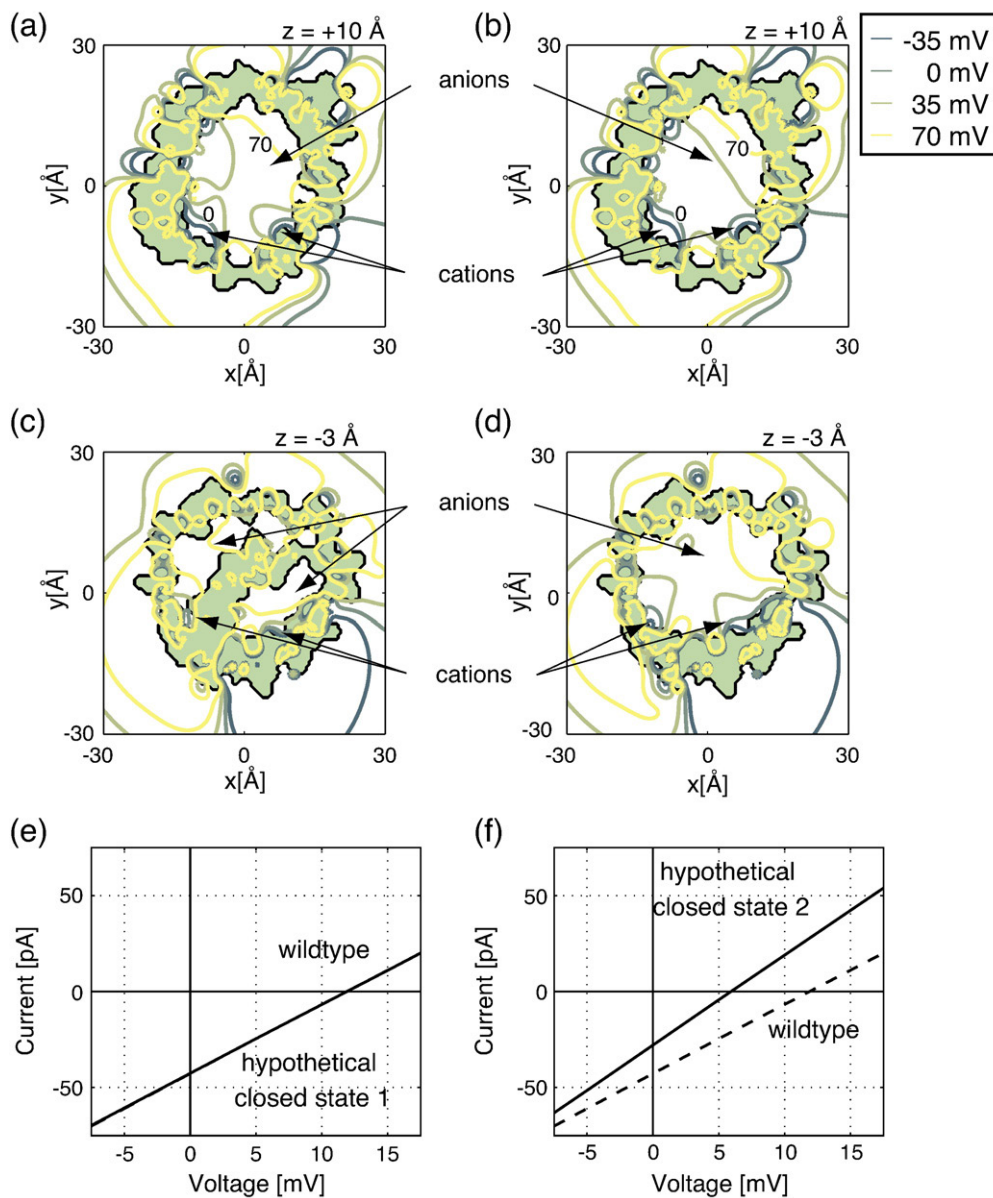 (a)
z = +10 Å
(b)
z = +10 Å
-35 mV
0 mV
35 mV
70 mV
30
0
-30
y[Å]
70
0
-30
0
30
x[Å]
anions
cations
30
0
-30
y[Å]
70
0
-30
0
30
x[Å]
(c)
z = -3 Å
(d)
z = -3 Å
30
0
-30
y[Å]
-30
0
30
x[Å]
anions
cations
30
0
-30
y[Å]
-30
0
30
x[Å]
(e)
(f)
50
0
-50
Current [pA]
wildtype
hypothetical
closed state 1
-5
0
5
10
15
Voltage [mV]
50
0
-50
Current [pA]
hypothetical
closed state 2
wildtype
-5
0
5
10
15
Voltage [mV]